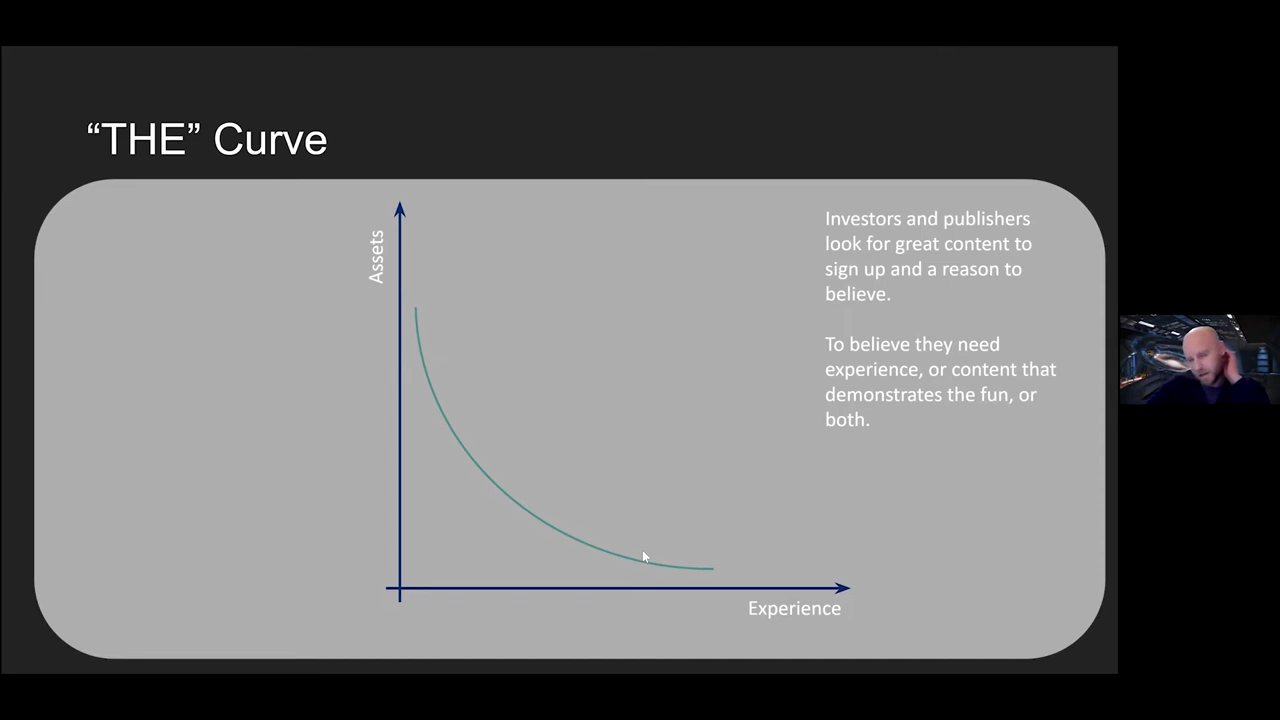 “THE” Curve
Assets
Investors and publishers
look for great content to
sign up and a reason to
believe.
To believe they need
experience, or content that
demonstrates the fun, or
both.
Experience